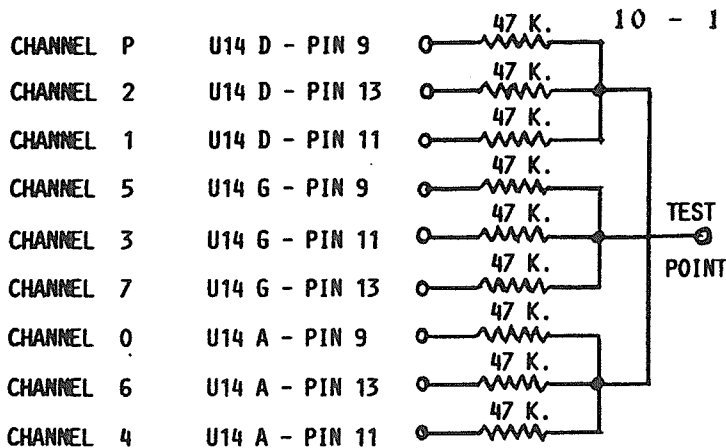 10 - 1
47 K.
CHANNEL P U14 D - PIN 9
47 K.
CHANNEL 2 U14 D - PIN 13
47 K.
CHANNEL 1 U14 D - PIN 11
47 K.
CHANNEL 5 U14 G - PIN 9
47 K.
TEST
CHANNEL 3 U14 G - PIN 11
47 K.
POINT
CHANNEL 7 U14 G - PIN 13
47 K.
CHANNEL 0 U14 A - PIN 9
47 K.
CHANNEL 6 U14 A - PIN 13
47 K.
CHANNEL 4 U14 A - PIN 11